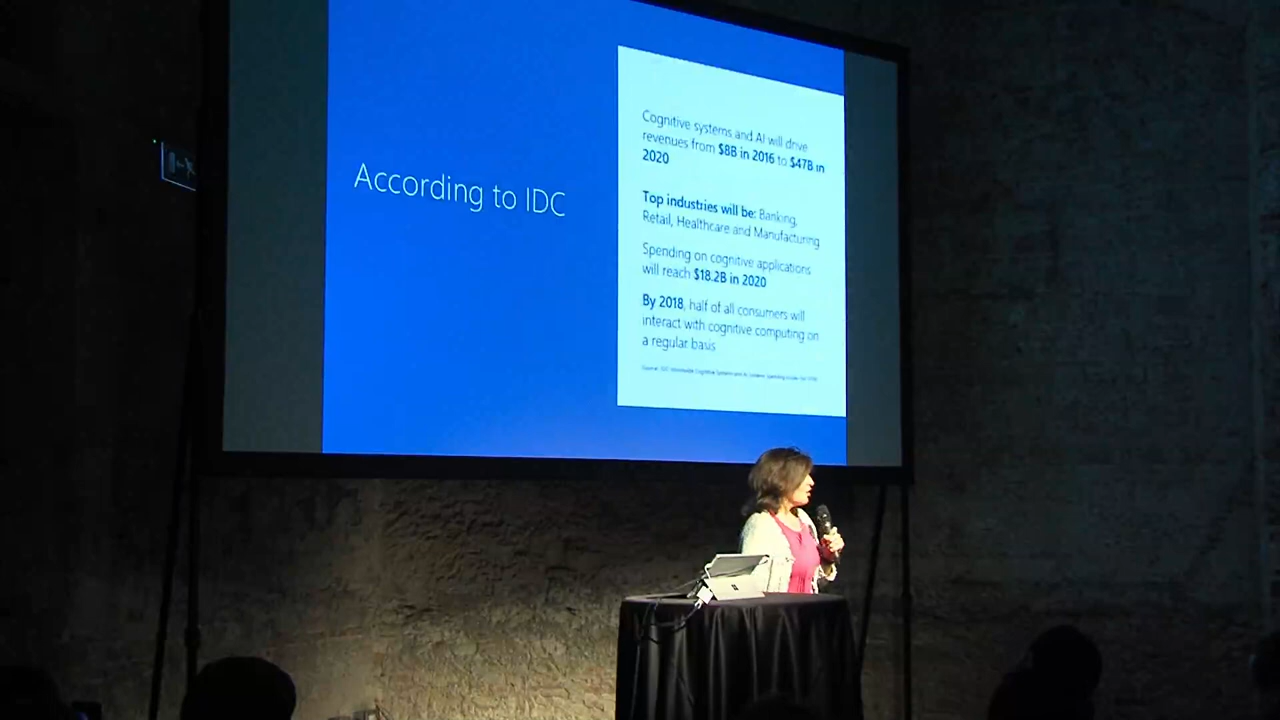 According to IDC
Cognitive systems and AI will drive
revenues from $8B in 2016 to $47B in
2020
Top industries will be: Banking,
Retail, Healthcare and Manufacturing
Spending on cognitive applications
will reach $18.2B in 2020
By 2018, half of all consumers will
interact with cognitive computing on
a regular basis